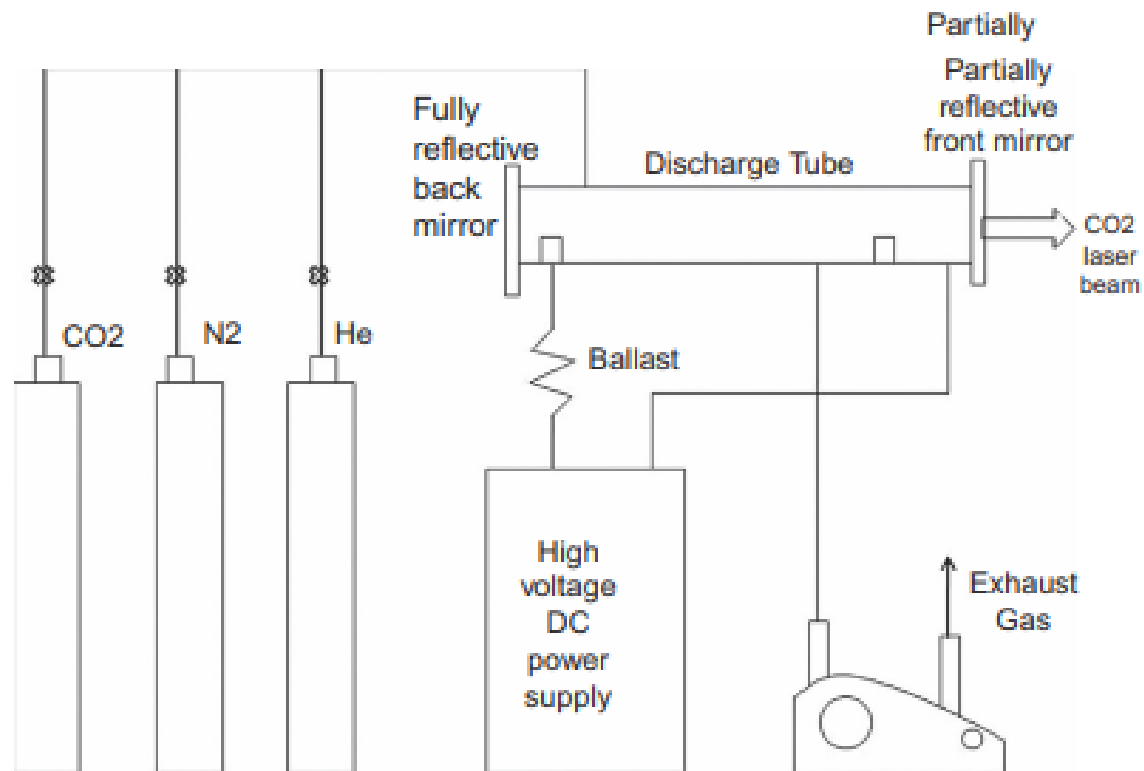 Partially
Partially
reflective
front mirror
Fully
reflective
back
mirror
Discharge Tube
CO2
laser
beam
CO2
N2
He
Ballast
High
voltage
DC
power
supply
Exhaust
Gas